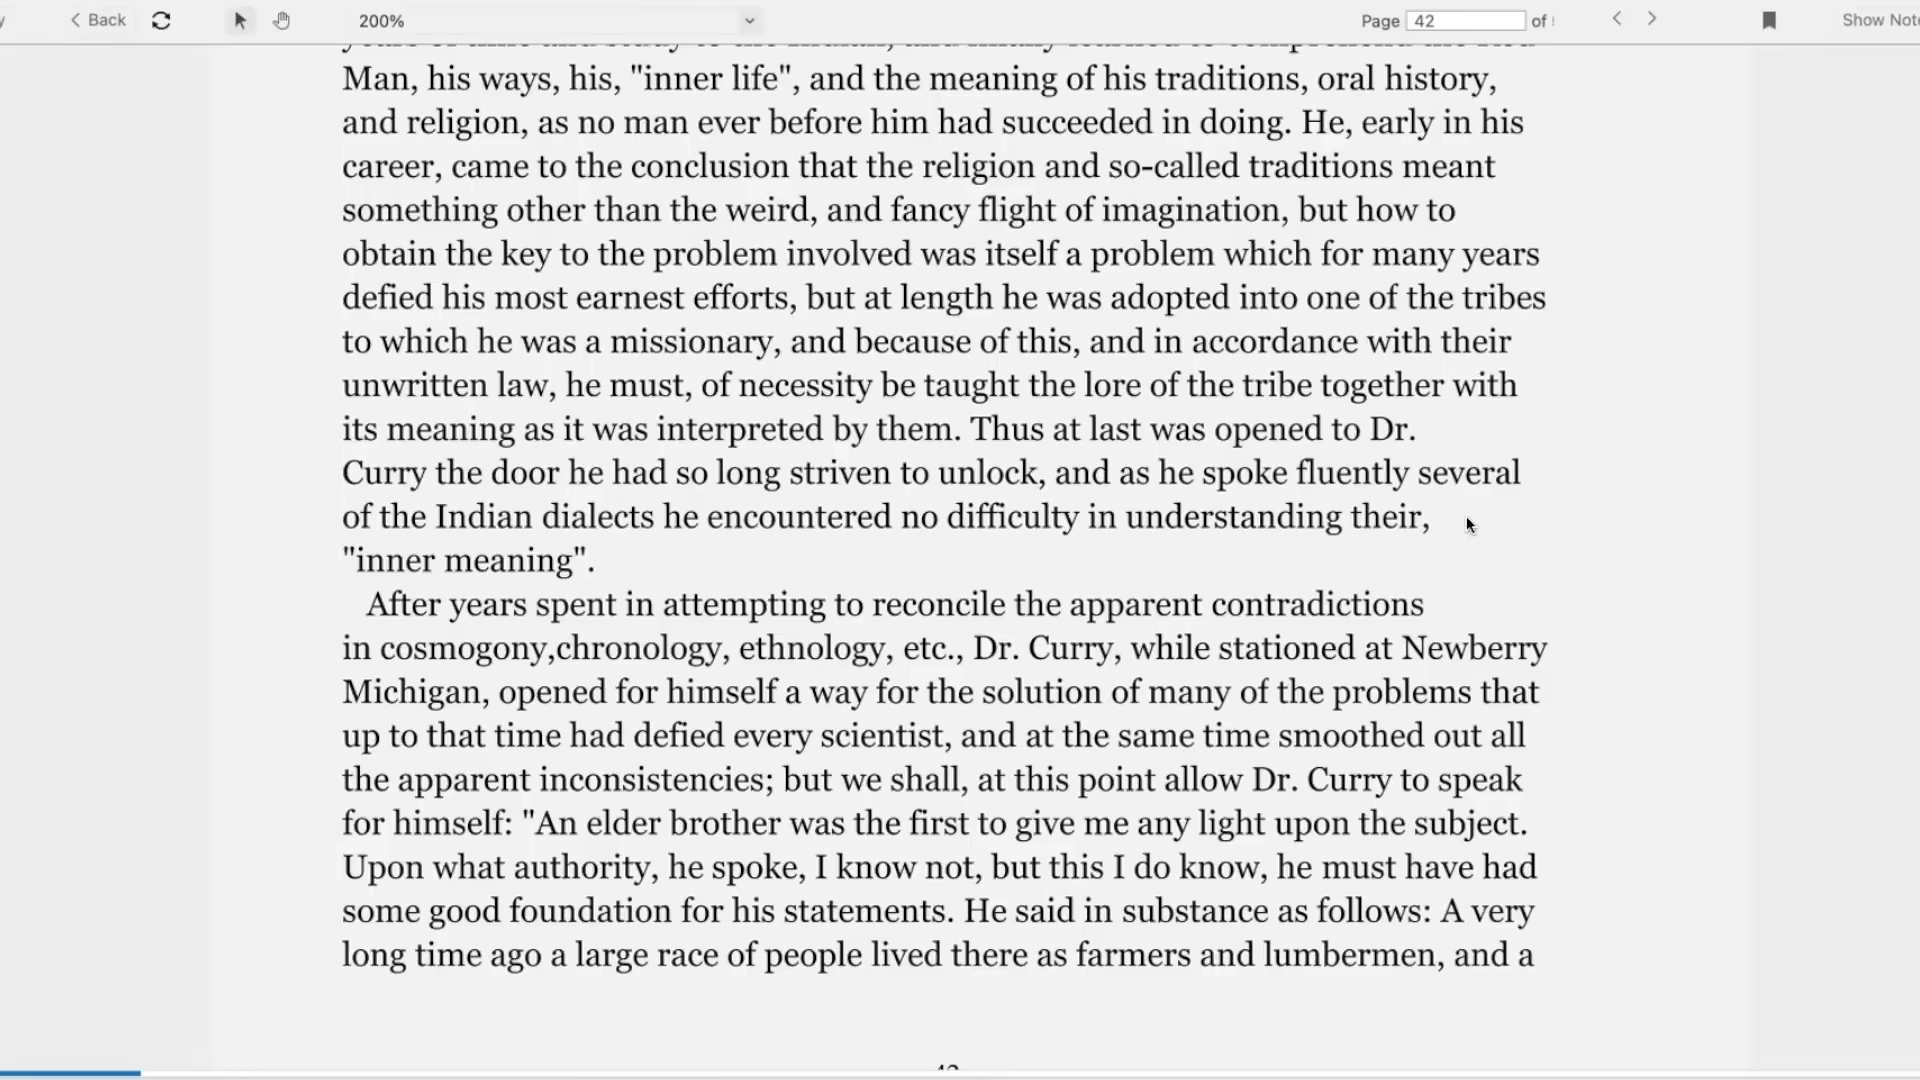 Back
200%
Page 42 of
Show Not
Man, his ways, his, "inner life", and the meaning of his traditions, oral history,
and religion, as no man ever before him had succeeded in doing. He, early in his
career, came to the conclusion that the religion and so-called traditions meant
something other than the weird, and fancy flight of imagination, but how to
obtain the key to the problem involved was itself a problem which for many years
defied his most earnest efforts, but at length he was adopted into one of the tribes
to which he was a missionary, and because of this, and in accordance with their
unwritten law, he must, of necessity be taught the lore of the tribe together with
its meaning as it was interpreted by them. Thus at last was opened to Dr.
Curry the door he had so long striven to unlock, and as he spoke fluently several
of the Indian dialects he encountered no difficulty in understanding their,
"inner meaning".
After years spent in attempting to reconcile the apparent contradictions
in cosmogony,chronology, ethnology, etc., Dr. Curry, while stationed at Newberry
Michigan, opened for himself a way for the solution of many of the problems that
up to that time had defied every scientist, and at the same time smoothed out all
the apparent inconsistencies; but we shall, at this point allow Dr. Curry to speak
for himself: "An elder brother was the first to give me any light upon the subject.
Upon what authority, he spoke, I know not, but this I do know, he must have had
some good foundation for his statements. He said in substance as follows: A very
long time ago a large race of people lived there as farmers and lumbermen, and a